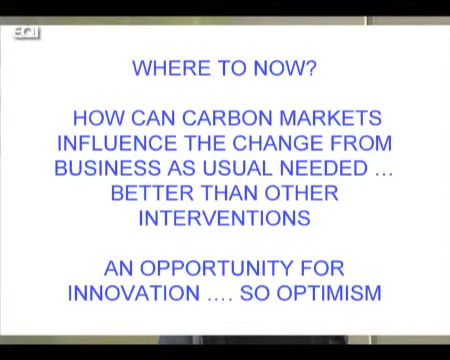 EQI
WHERE TO NOW?
HOW CAN CARBON MARKETS
INFLUENCE THE CHANGE FROM
BUSINESS AS USUAL NEEDED ...
BETTER THAN OTHER
INTERVENTIONS
AN OPPORTUNITY FOR
INNOVATION .... SO OPTIMISM